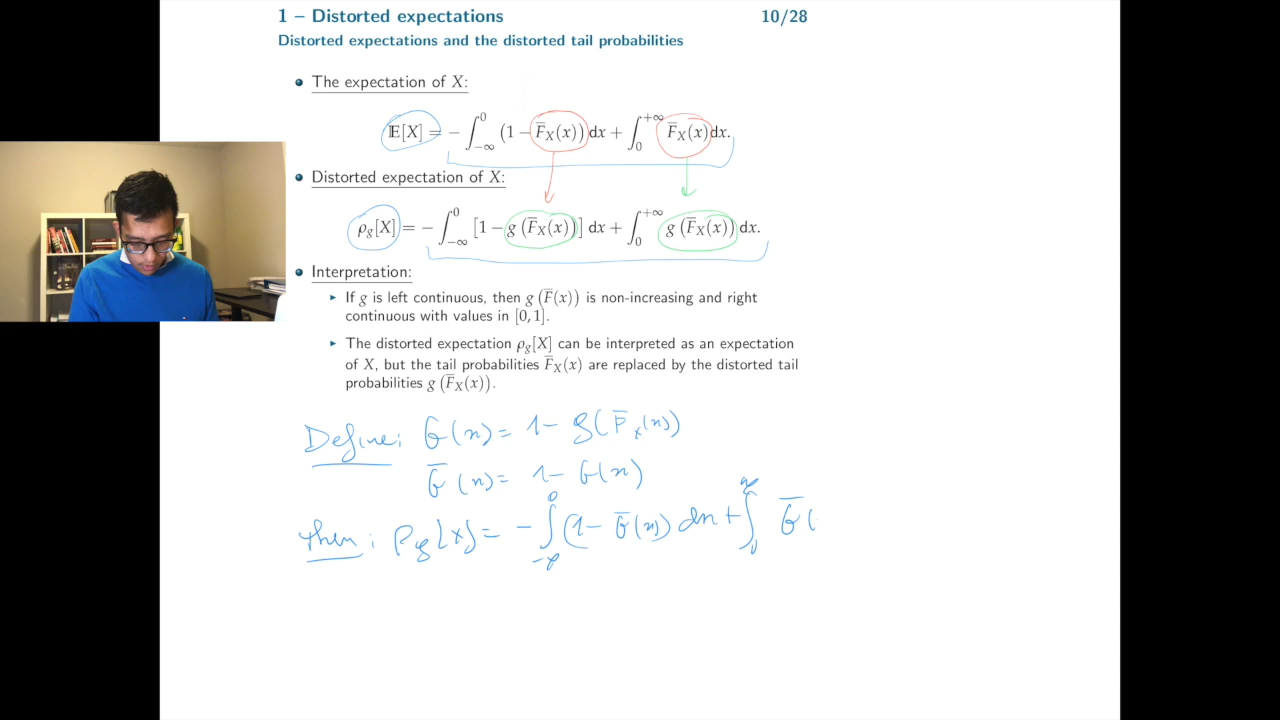 1 – Distorted expectations 10/28
Distorted expectations and the distorted tail probabilities
• The expectation of X:
𝔼[X] = − ∫_{−∞}^{0} (1 − F̅_X(x)) dx + ∫_{0}^{+∞} F̅_X(x)dx.
• Distorted expectation of X:
ρ_g[X] = − ∫_{−∞}^{0} [1 − g (F̅_X(x))] dx + ∫_{0}^{+∞} g (F̅_X(x)) dx.
• Interpretation:
▸ If g is left continuous, then g (F̅(x)) is non-increasing and right
continuous with values in [0, 1].
▸ The distorted expectation ρ_g[X] can be interpreted as an expectation
of X, but the tail probabilities F̅_X(x) are replaced by the distorted tail
probabilities g (F̅_X(x)).
Define: G(x) = 1 − g(F̅_X(x))
G̅(x) = 1 − G(x)
then: ρ_g[X] = − ∫_{−∞}^{0} (1 − G̅(x)) dx + ∫_{0}^{∞} G̅(